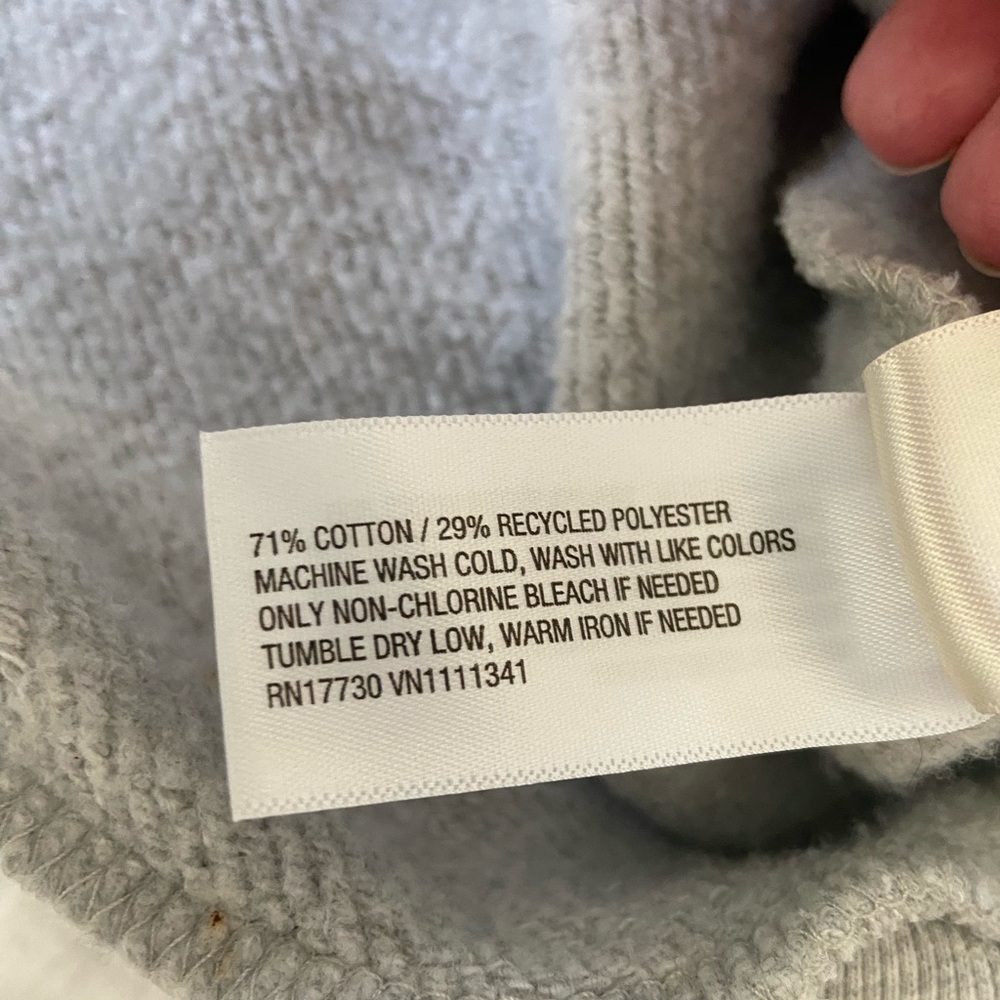 71% COTTON / 29% RECYCLED POLYESTER
MACHINE WASH COLD, WASH WITH LIKE COLORS
ONLY NON-CHLORINE BLEACH IF NEEDED
TUMBLE DRY LOW, WARM IRON IF NEEDED
RN17730 VN1111341